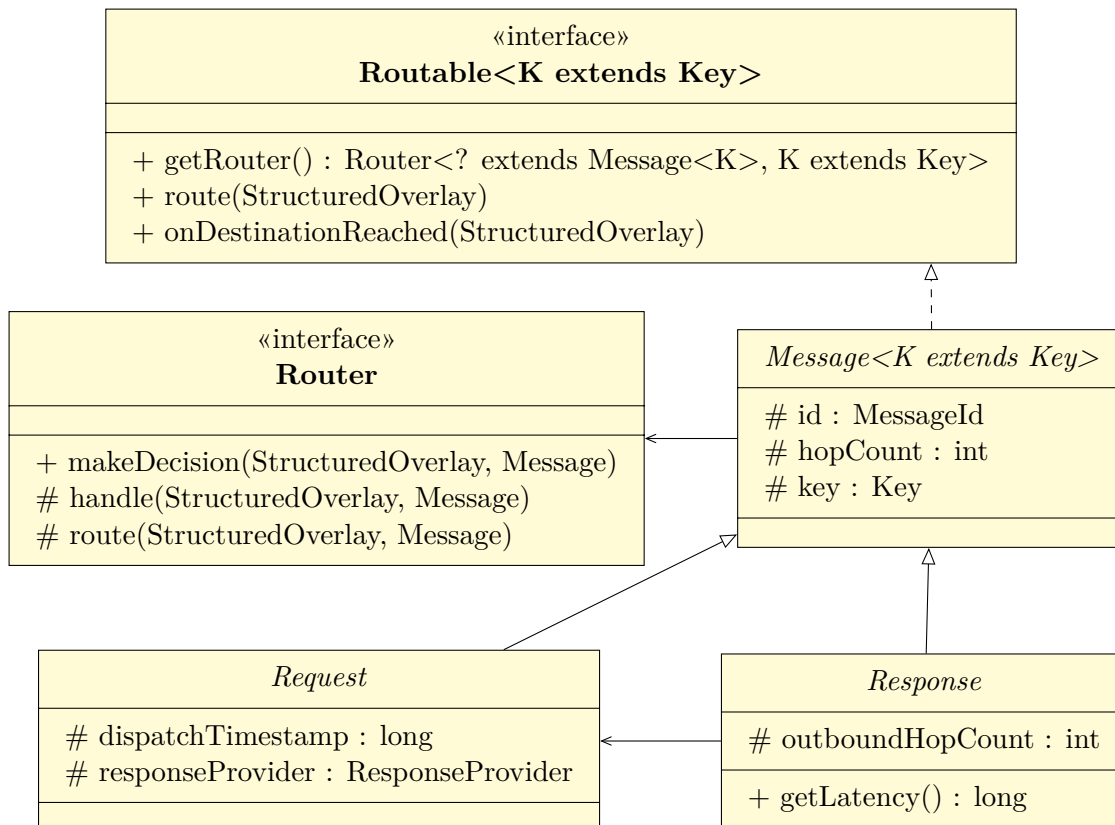 «interface»
Routable<K extends Key>
+ getRouter() : Router<? extends Message<K>, K extends Key>
+ route(StructuredOverlay)
+ onDestinationReached(StructuredOverlay)
«interface»
Router
+ makeDecision(StructuredOverlay, Message)
# handle(StructuredOverlay, Message)
# route(StructuredOverlay, Message)
Message<K extends Key>
# id : MessageId
# hopCount : int
# key : Key
Request
# dispatchTimestamp : long
# responseProvider : ResponseProvider
Response
# outboundHopCount : int
+ getLatency() : long